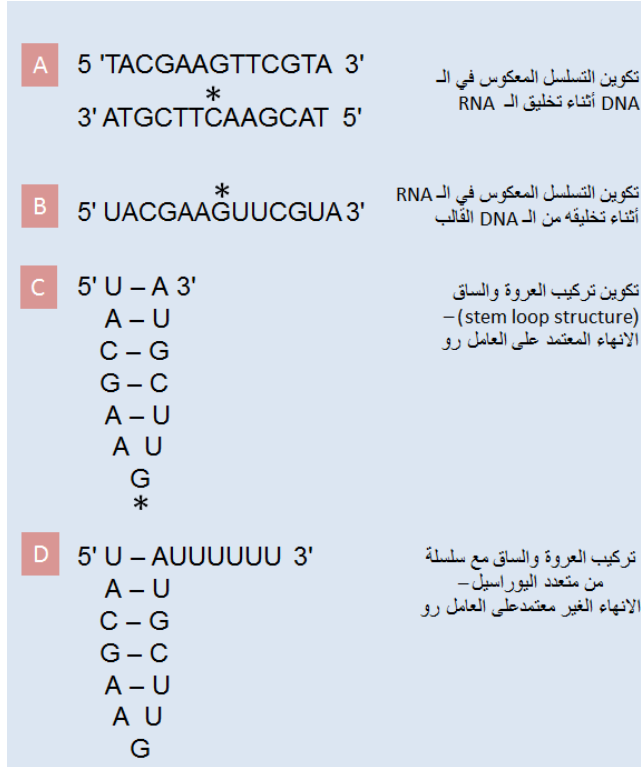 A
5 'TACGAAGTTCGTA 3'
*
3' ATGCTTCAAGCAT 5'
تكوين التسلسل المعكوس في الـ
DNA أثناء تخليق الـ RNA
B
*
5' UACGAAGUUCGUA3'
تكوين التسلسل المعكوس في الـ RNA
أثناء تخليقه من الـ DNA القالب
C
5' U – A 3'
A – U
C – G
G – C
A – U
A U
G
*
تكوين تركيب العروة والساق
– (stem loop structure)
الانهاء المعتمد على العامل رو
D
5' U – AUUUUUU 3'
A – U
C – G
G – C
A – U
A U
G
تركيب العروة والساق مع سلسلة
من متعدد اليوراسيل –
الانهاء الغير معتمدعلى العامل رو